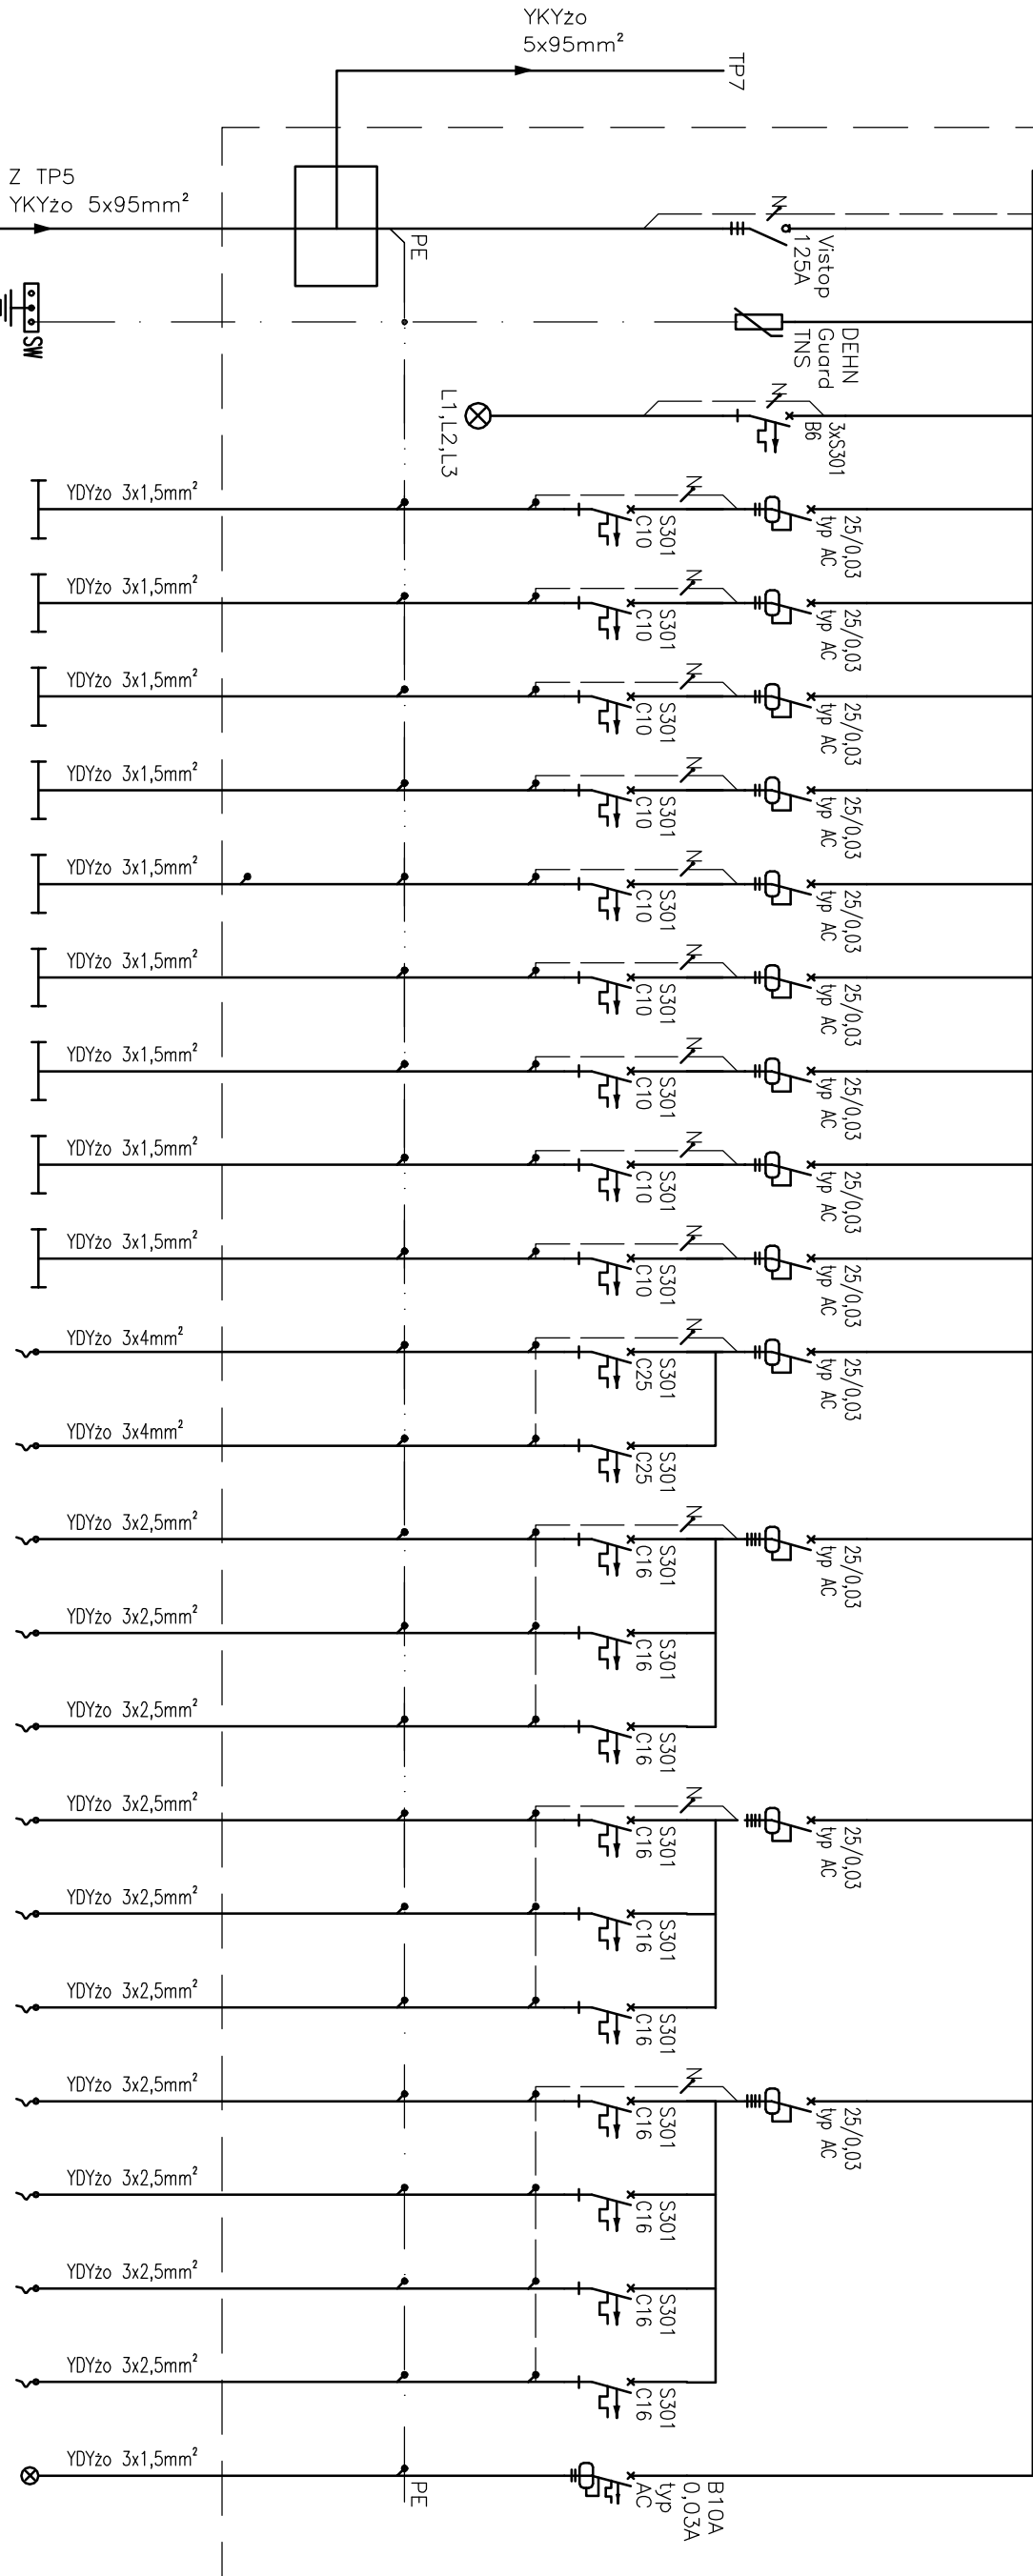 YKYżo
5x95mm²
TP7
Z TP5
YKYżo 5x95mm²
PE
N
Vistop
125A
SW
DEHN
Guard
TNS
L1,L2,L3
N
3xS301
B6
YDYżo 3x1,5mm²
S301
C10
N
25/0,03
typ AC
YDYżo 3x1,5mm²
S301
C10
N
25/0,03
typ AC
YDYżo 3x1,5mm²
S301
C10
N
25/0,03
typ AC
YDYżo 3x1,5mm²
S301
C10
N
25/0,03
typ AC
YDYżo 3x1,5mm²
S301
C10
N
25/0,03
typ AC
YDYżo 3x1,5mm²
S301
C10
N
25/0,03
typ AC
YDYżo 3x1,5mm²
S301
C10
N
25/0,03
typ AC
YDYżo 3x1,5mm²
S301
C10
N
25/0,03
typ AC
YDYżo 3x1,5mm²
S301
C10
N
25/0,03
typ AC
YDYżo 3x4mm²
S301
C25
N
25/0,03
typ AC
YDYżo 3x4mm²
S301
C25
YDYżo 3x2,5mm²
S301
C16
N
25/0,03
typ AC
YDYżo 3x2,5mm²
S301
C16
YDYżo 3x2,5mm²
S301
C16
YDYżo 3x2,5mm²
S301
C16
N
25/0,03
typ AC
YDYżo 3x2,5mm²
S301
C16
YDYżo 3x2,5mm²
S301
C16
YDYżo 3x2,5mm²
S301
C16
N
25/0,03
typ AC
YDYżo 3x2,5mm²
S301
C16
YDYżo 3x2,5mm²
S301
C16
YDYżo 3x2,5mm²
S301
C16
YDYżo 3x1,5mm²
PE
B10A
0,03A
typ
AC